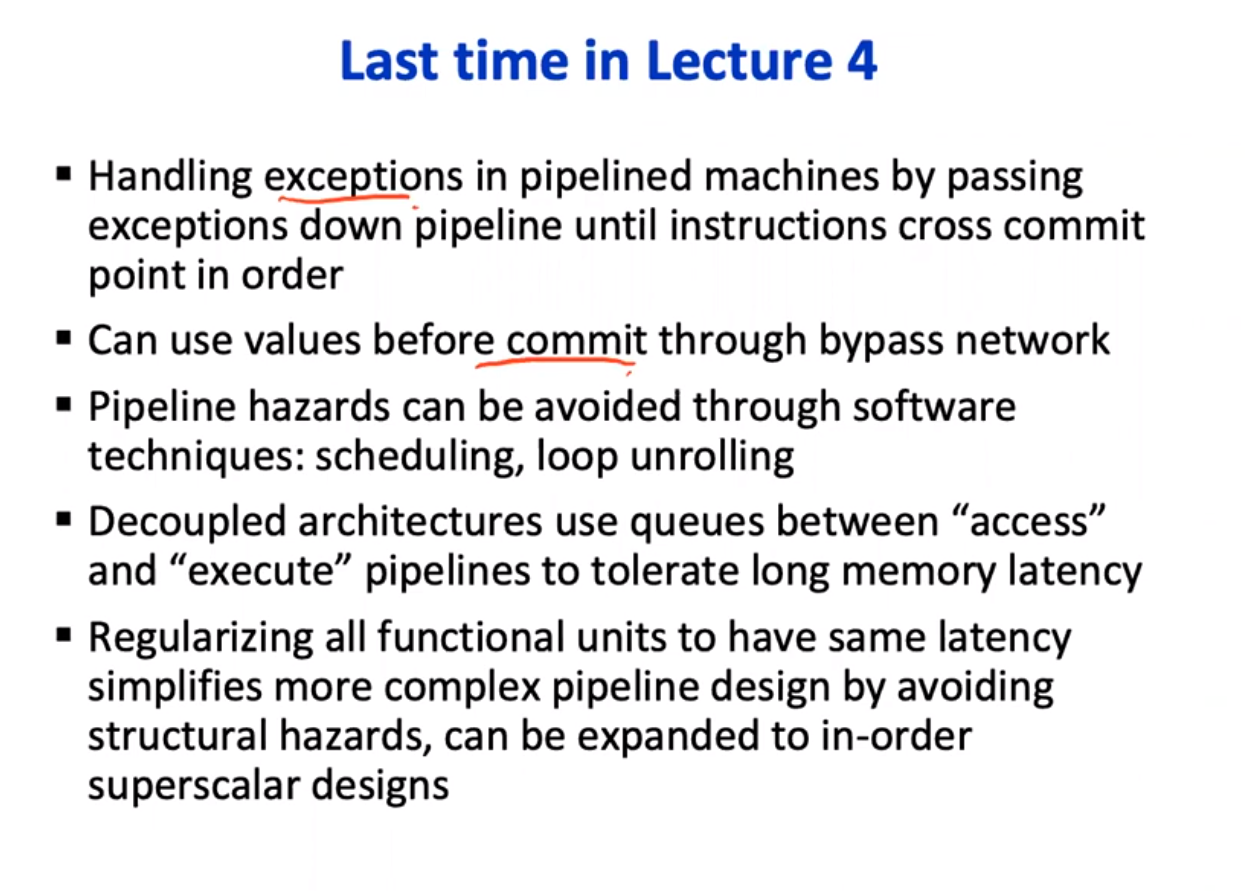 Last time in Lecture 4
▪ Handling exceptions in pipelined machines by passing
exceptions down pipeline until instructions cross commit
point in order
▪ Can use values before commit through bypass network
▪ Pipeline hazards can be avoided through software
techniques: scheduling, loop unrolling
▪ Decoupled architectures use queues between “access”
and “execute” pipelines to tolerate long memory latency
▪ Regularizing all functional units to have same latency
simplifies more complex pipeline design by avoiding
structural hazards, can be expanded to in-order
superscalar designs